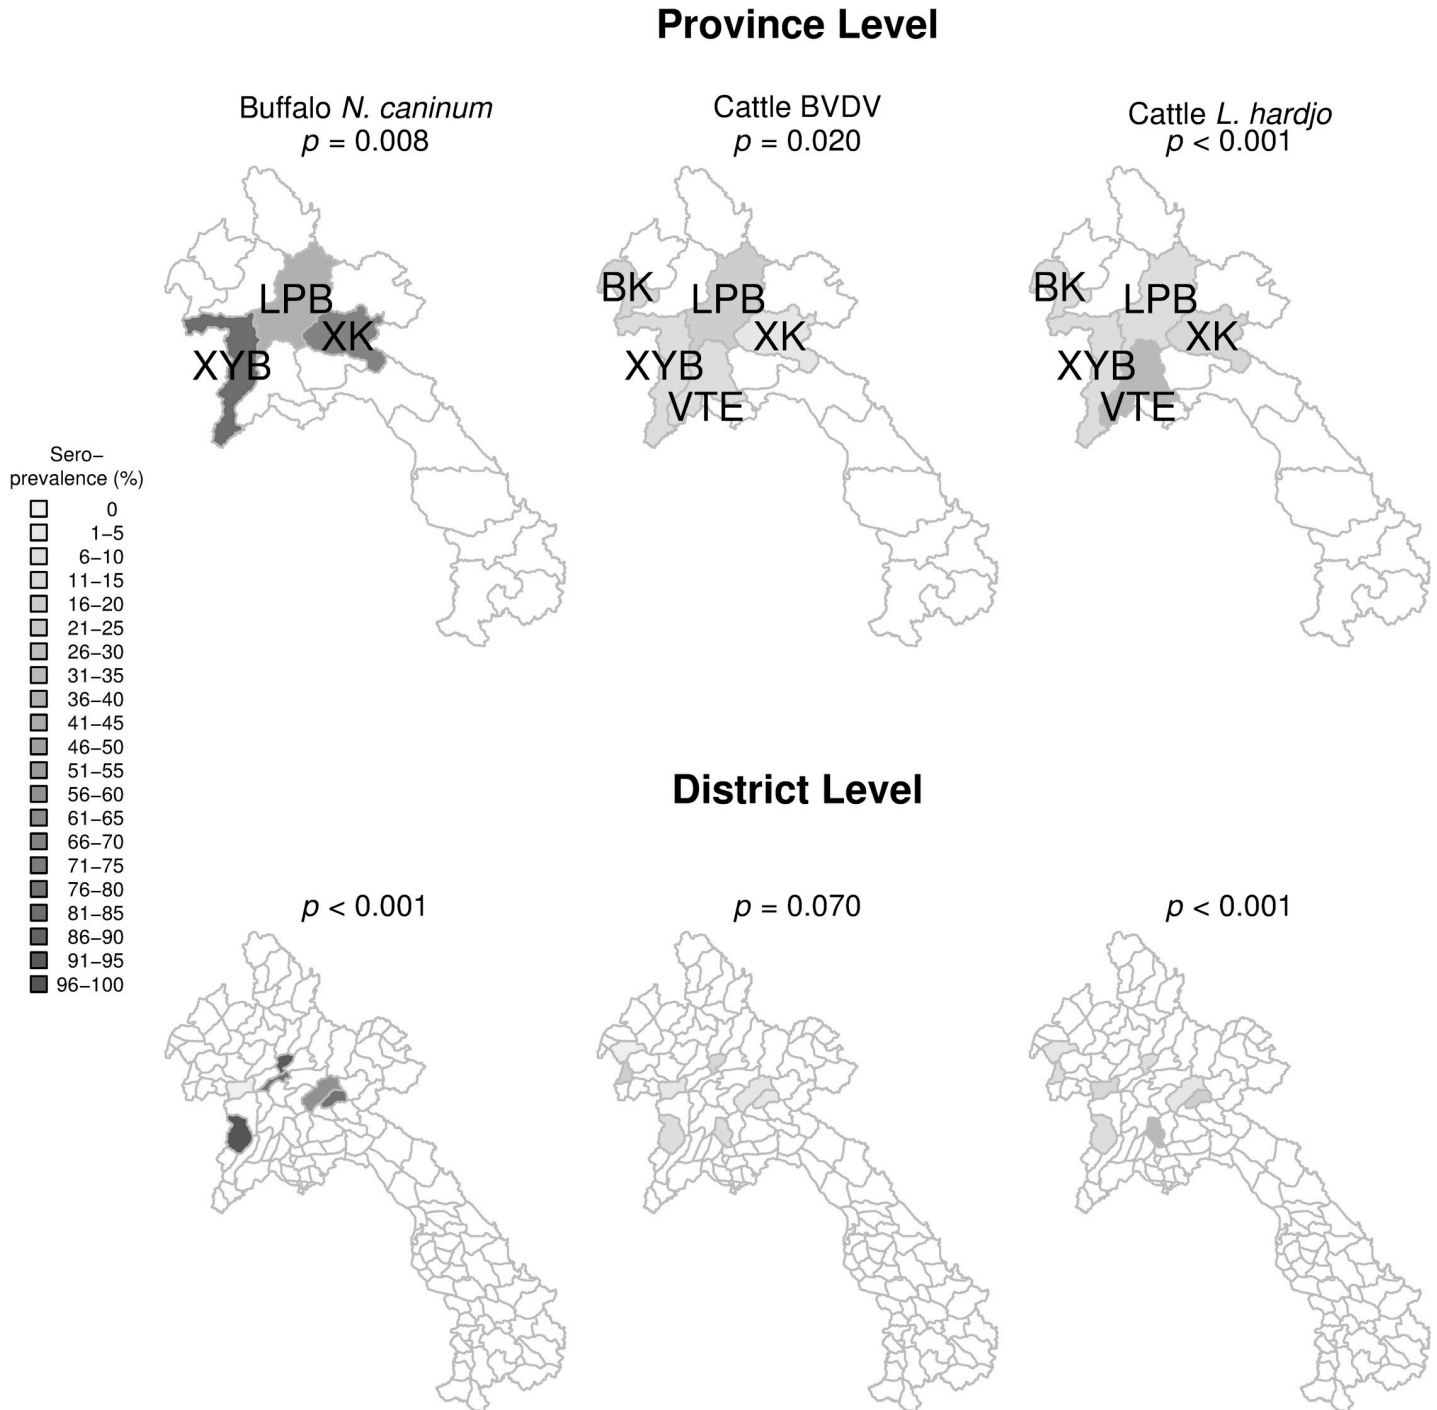 Province Level
Buffalo N. caninum
p = 0.008
Cattle BVDV
p = 0.020
Cattle L. hardjo
p < 0.001
LPB
XK
XYB
BK
LPB
XK
XYB
VTE
BK
LPB
XK
XYB
VTE
Sero−
prevalence (%)
0
1−5
6−10
11−15
16−20
21−25
26−30
31−35
36−40
41−45
46−50
51−55
56−60
61−65
66−70
71−75
76−80
81−85
86−90
91−95
96−100
District Level
p < 0.001
p = 0.070
p < 0.001